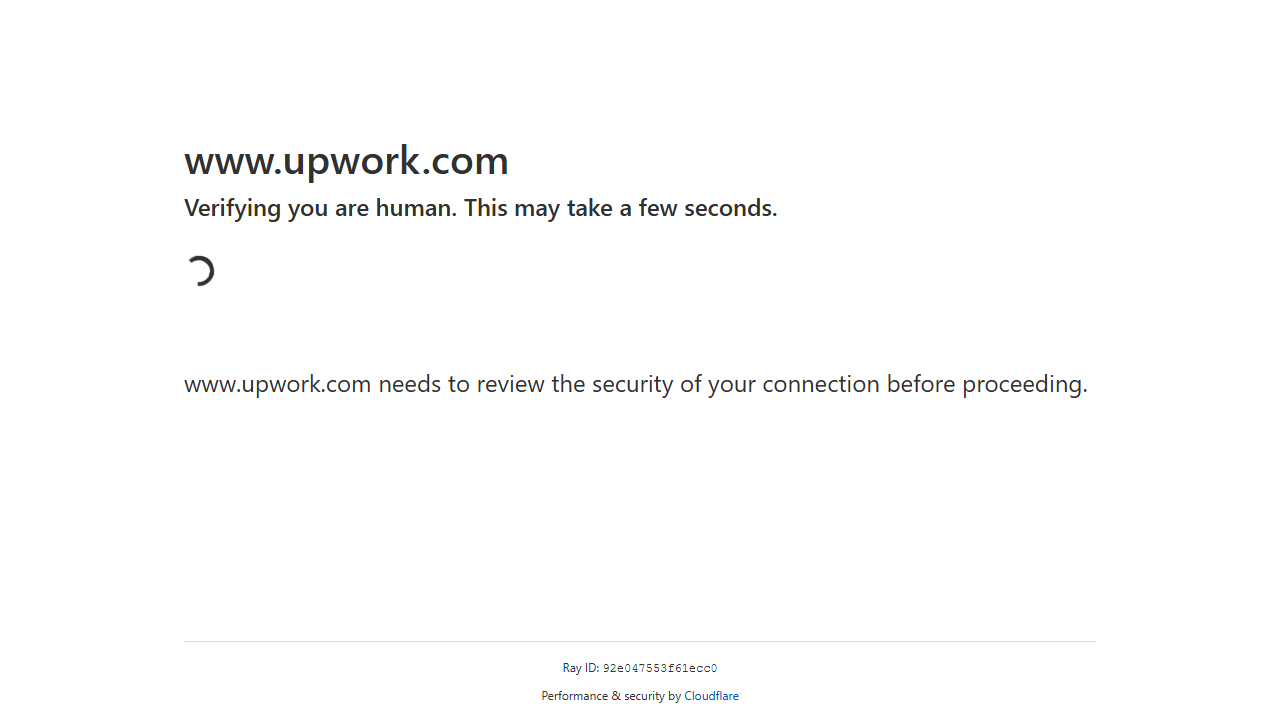 www.upwork.com
Verifying you are human. This may take a few seconds.
www.upwork.com needs to review the security of your connection before proceeding.
Ray ID: 92e047553f61ecc0
Performance & security by Cloudflare